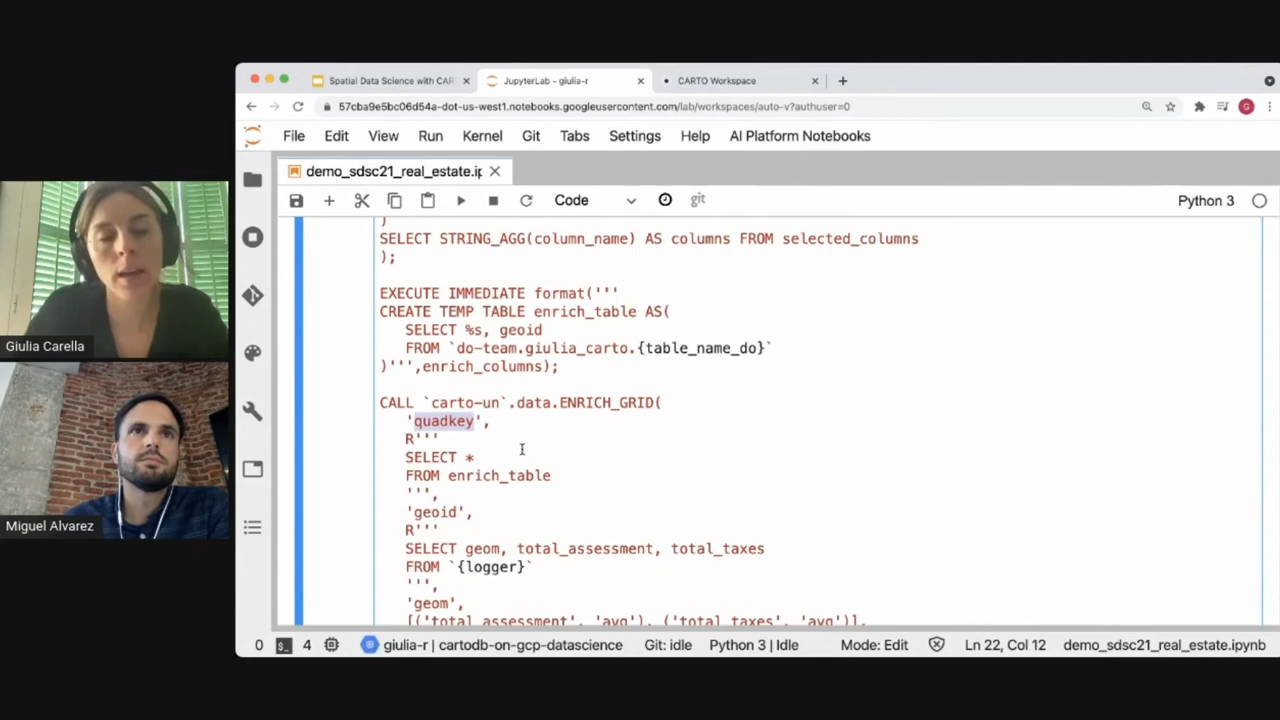 Spatial Data Science with CART
JupyterLab - giulia-r
CARTO Workspace
57cba9e5bc06d54a-dot-us-west1.notebooks.googleusercontent.com/lab/workspaces/auto-v?authuser=0
G
File Edit View Run Kernel Git Tabs Settings Help AI Platform Notebooks
demo_sdsc21_real_estate.ip
Code
git
Python 3
)
SELECT STRING_AGG(column_name) AS columns FROM selected_columns
);
EXECUTE IMMEDIATE format('''
CREATE TEMP TABLE enrich_table AS(
SELECT %s, geoid
FROM `do-team.giulia_carto.{table_name_do}`
)''',enrich_columns);
CALL `carto-un`.data.ENRICH_GRID(
'quadkey',
R'''
SELECT *
FROM enrich_table
''',
'geoid',
R'''
SELECT geom, total_assessment, total_taxes
FROM `{logger}`
''',
'geom',
[('total_assessment', 'avg'), ('total_taxes', 'avg')],
0
4
giulia-r | cartodb-on-gcp-datascience
Git: idle
Python 3 | Idle
Mode: Edit
Ln 22, Col 12
demo_sdsc21_real_estate.ipynb
Giulia Carella
Miguel Alvarez